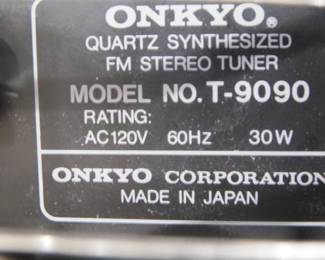 ONKYO®
QUARTZ SYNTHESIZED
FM STEREO TUNER
MODEL NO. T-9090
RATING:
AC120V 60Hz 30W
ONKYO CORPORATION
MADE IN JAPAN